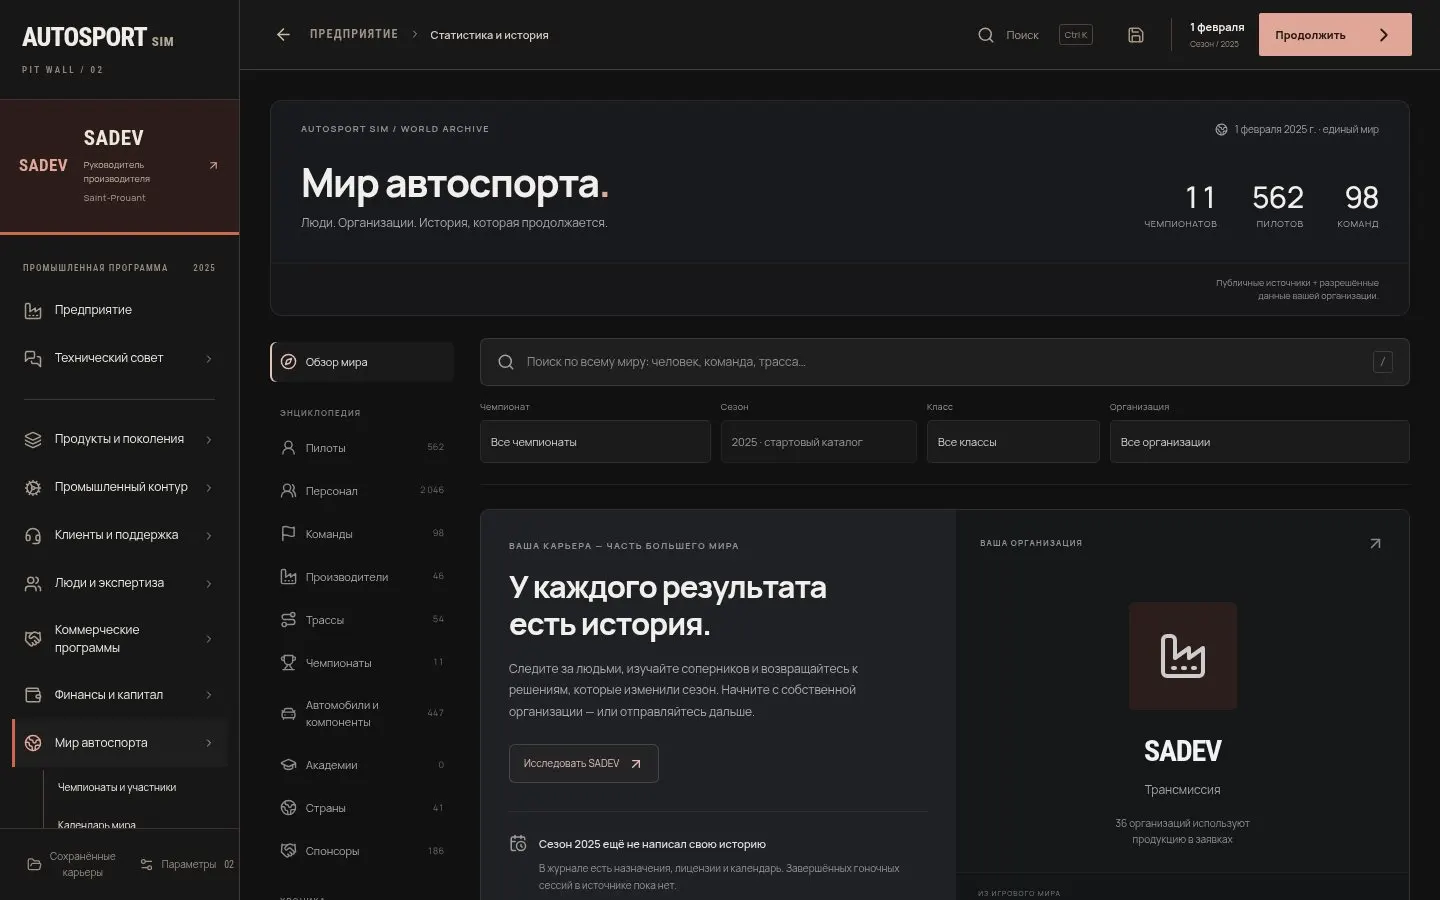 AUTOSPORT SIM
PIT WALL / 02
SADEV
SADEV
Руководитель
производителя
Saint-Prouant
ПРОМЫШЛЕННАЯ ПРОГРАММА 2025
Предприятие
Технический совет
Продукты и поколения
Промышленный контур
Клиенты и поддержка
Люди и экспертиза
Коммерческие
программы
Финансы и капитал
Мир автоспорта
Чемпионаты и участники
Календарь мира
Сохранённые
карьеры
Параметры 02
ПРЕДПРИЯТИЕ
Статистика и история
Поиск Ctrl K
1 февраля
Сезон / 2025
Продолжить
AUTOSPORT SIM / WORLD ARCHIVE
1 февраля 2025 г. · единый мир
Мир автоспорта.
Люди. Организации. История, которая продолжается.
11 562 98
ЧЕМПИОНАТОВ ПИЛОТОВ КОМАНД
Публичные источники + разрешённые
данные вашей организации.
Обзор мира
ЭНЦИКЛОПЕДИЯ
Пилоты 562
Персонал 2 046
Команды 98
Производители 46
Трассы 54
Чемпионаты 11
Автомобили и
компоненты 447
Академии 0
Страны 41
Спонсоры 186
ХРОНИКА
Поиск по всему миру: человек, команда, трасса... /
Чемпионат Сезон Класс Организация
Все чемпионаты 2025 · стартовый каталог Все классы Все организации
ВАША КАРЬЕРА — ЧАСТЬ БОЛЬШЕГО МИРА
У каждого результата
есть история.
Следите за людьми, изучайте соперников и возвращайтесь к
решениям, которые изменили сезон. Начните с собственной
организации — или отправляйтесь дальше.
Исследовать SADEV
Сезон 2025 ещё не написал свою историю
В журнале есть назначения, лицензии и календарь. Завершённых гоночных
сессий в источнике пока нет.
ВАША ОРГАНИЗАЦИЯ
SADEV
Трансмиссия
36 организаций используют
продукцию в заявках
ИЗ ИГРОВОГО МИРА